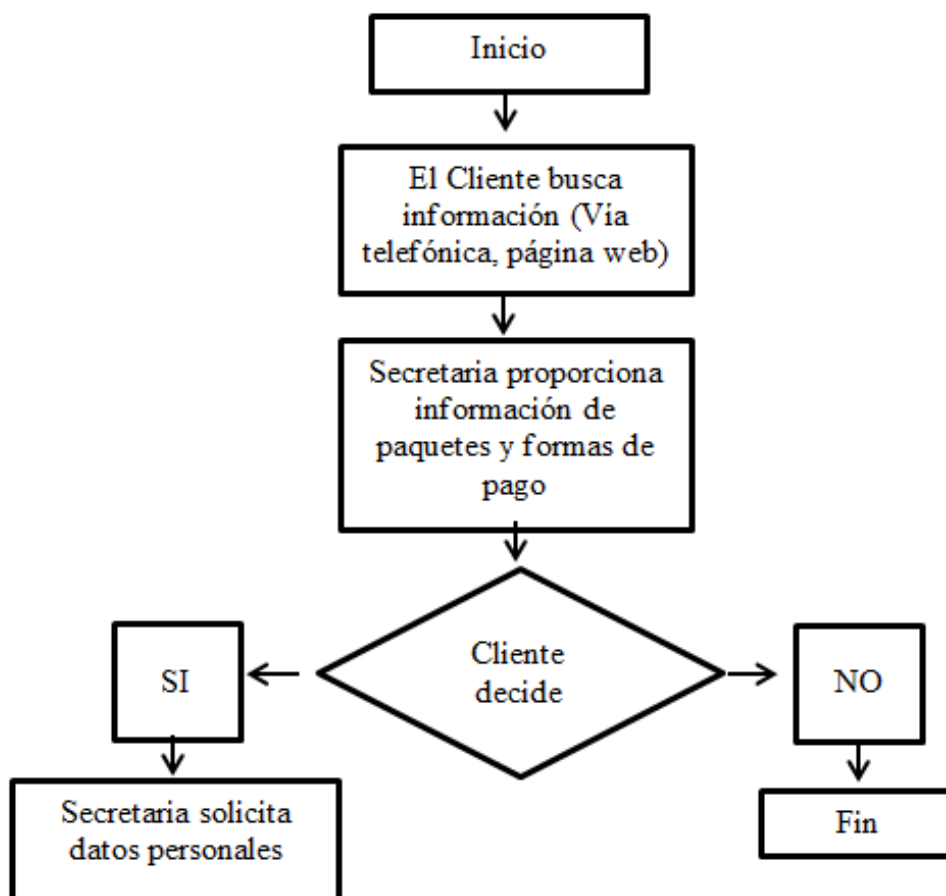 Inicio
El Cliente busca
información (Vía
telefónica, página web)
Secretaria proporciona
información de
paquetes y formas de
pago
Cliente
decide
SI
NO
Secretaria solicita
datos personales
Fin